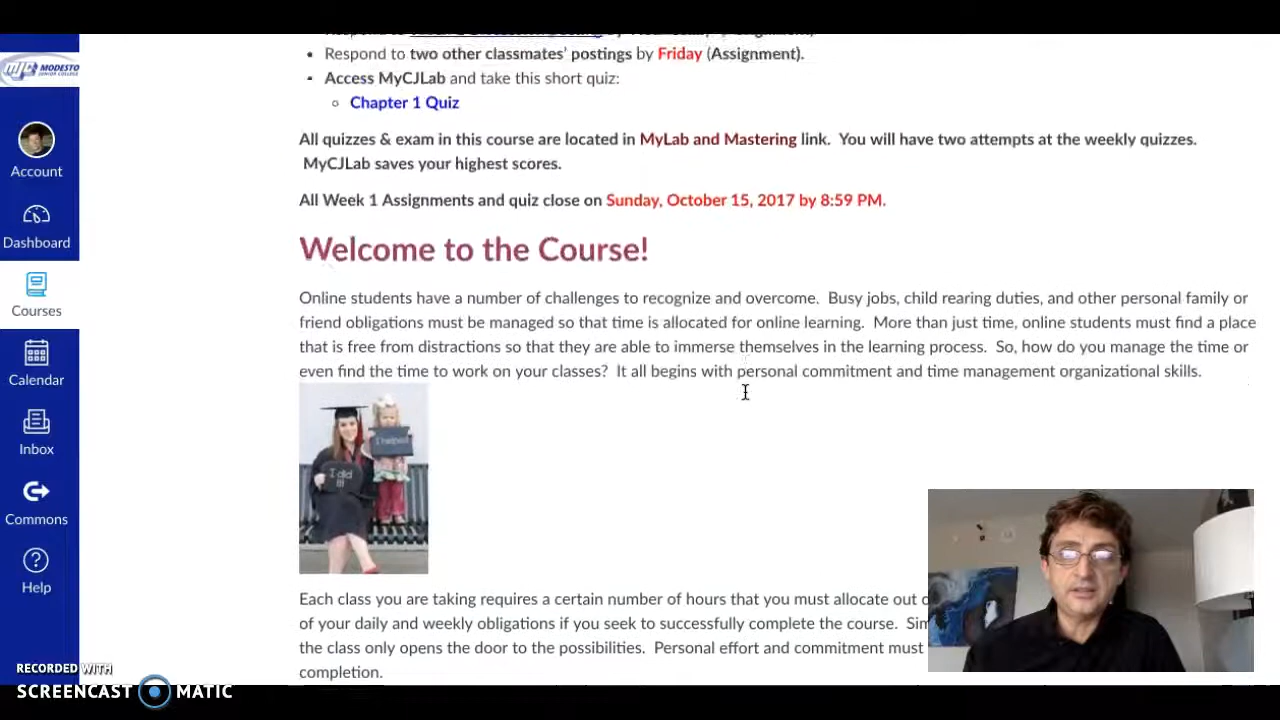 Respond to
Respond to two other classmates' postings by Friday (Assignment).
Access MyCJLab and take this short quiz:
Chapter 1 Quiz
All quizzes & exam in this course are located in MyLab and Mastering link. You will have two attempts at the weekly quizzes.
MyCJLab saves your highest scores.
All Week 1 Assignments and quiz close on Sunday, October 15, 2017 by 8:59 PM.
Welcome to the Course!
Online students have a number of challenges to recognize and overcome. Busy jobs, child rearing duties, and other personal family or
friend obligations must be managed so that time is allocated for online learning. More than just time, online students must find a place
that is free from distractions so that they are able to immerse themselves in the learning process. So, how do you manage the time or
even find the time to work on your classes? It all begins with personal commitment and time management organizational skills.
I helped
I did
it!
Each class you are taking requires a certain number of hours that you must allocate out
of your daily and weekly obligations if you seek to successfully complete the course.
the class only opens the door to the possibilities. Personal effort and commitment must
completion.
mjc MODESTO
JUNIOR COLLEGE
Account
Dashboard
Courses
Calendar
Inbox
Commons
Help
RECORDED WITH
SCREENCAST MATIC